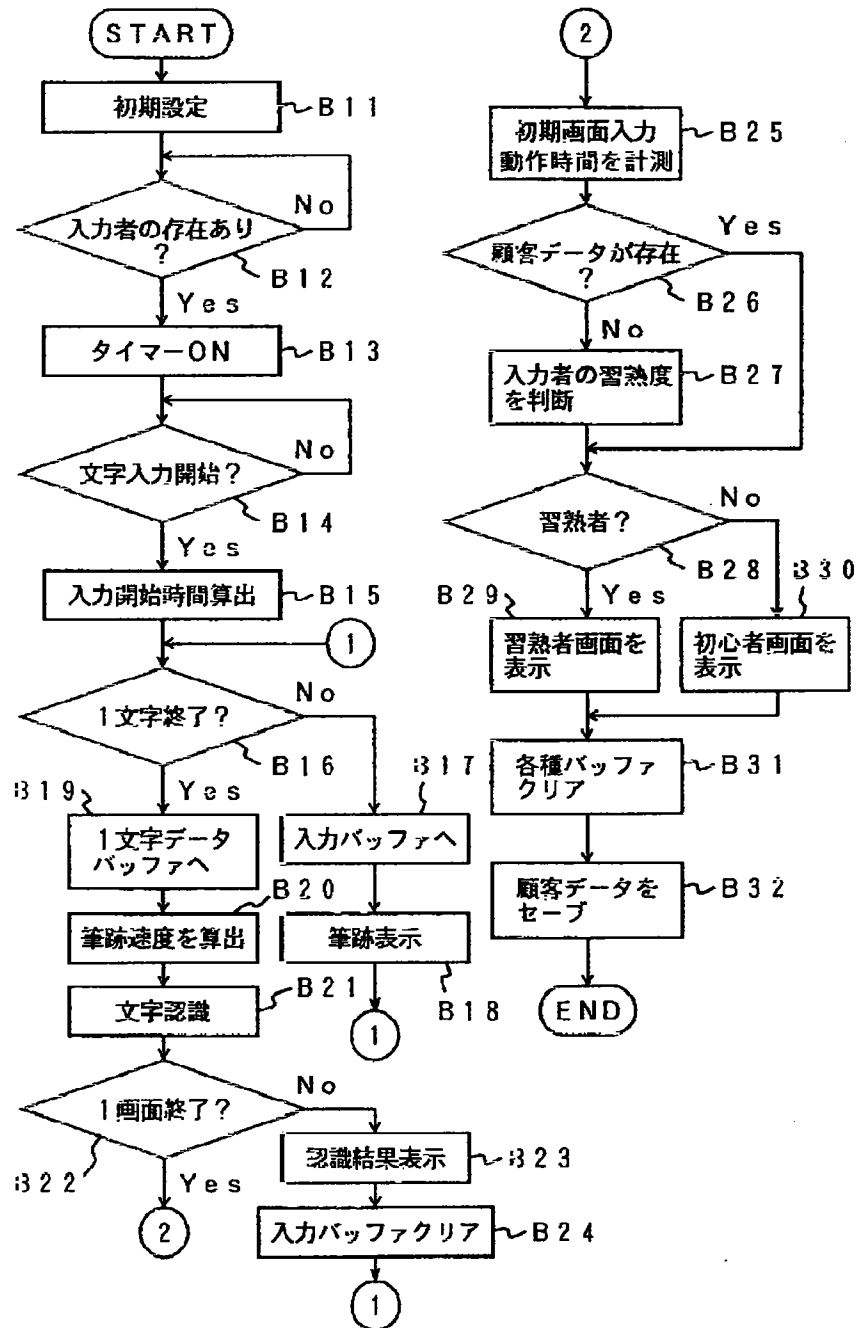 START
初期設定
B11
No
入力者の存在あり
?
B12
Yes
タイマーON
B13
No
文字入力開始?
B14
Yes
入力開始時間算出
B15
1
1文字終了?
No
B16
B17
B19
Yes
1文字データ
バッファへ
入力バッファへ
B20
筆跡速度を算出
筆跡表示
B21
文字認識
B18
1
1画面終了?
No
B22
Yes
認識結果表示
B23
2
入力バッファクリア
B24
1
2
初期画面入力
動作時間を計測
B25
Yes
顧客データが存在
?
B26
No
入力者の習熟度
を判断
B27
習熟者?
No
B28
B30
B29
Yes
習熟者画面を
表示
初心者画面を
表示
各種バッファ
クリア
B31
顧客データを
セーブ
B32
END